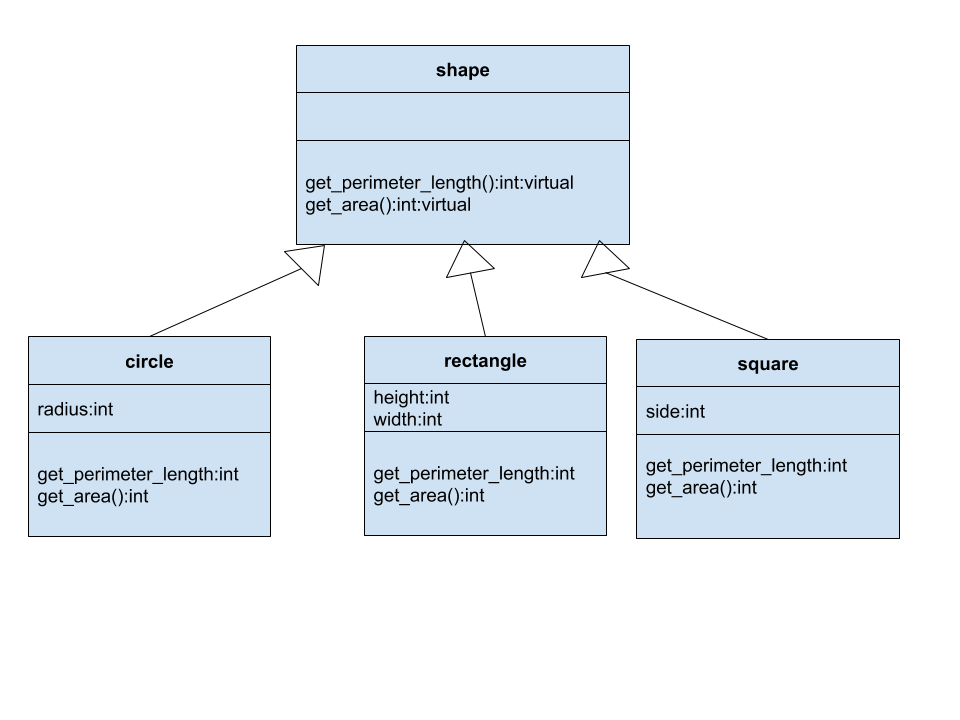 shape
get_perimeter_length():int:virtual
get_area():int:virtual
circle
radius:int
get_perimeter_length:int
get_area():int
rectangle
height:int
width:int
get_perimeter_length:int
get_area():int
square
side:int
get_perimeter_length:int
get_area():int